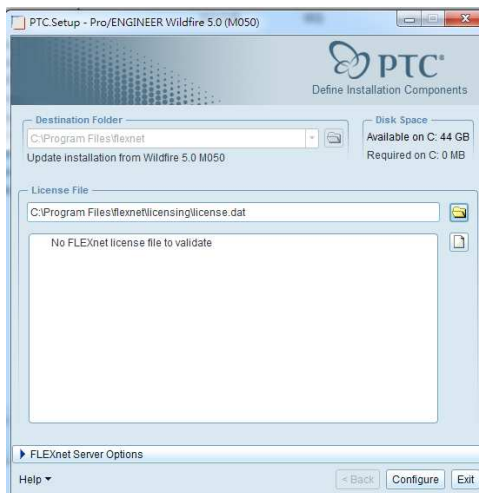 PTC.Setup - Pro/ENGINEER Wildfire 5.0 (M050)
PTC®
Define Installation Components
Destination Folder
C:\Program Files\flexnet
Update installation from Wildfire 5.0 M050
Disk Space
Available on C: 44 GB
Required on C: 0 MB
License File
C:\Program Files\flexnet\licensing\license.dat
No FLEXnet license file to validate
FLEXnet Server Options
Help
< Back
Configure
Exit